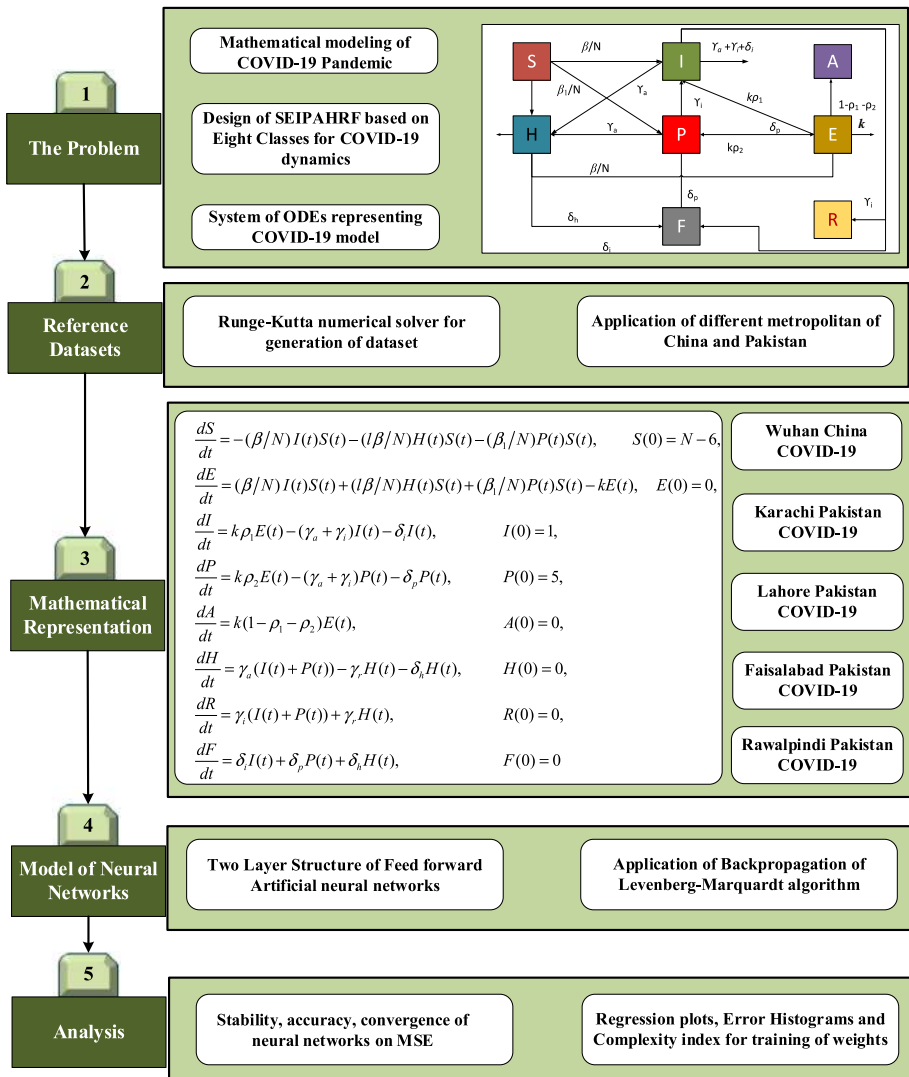 1
The Problem
Mathematical modeling of
COVID-19 Pandemic
Design of SEIPAHRF based on
Eight Classes for COVID-19
dynamics
System of ODEs representing
COVID-19 model
S
β/N
I
ϒa +ϒi+δi
A
β1/N
ϒa
ϒi
kρ1
1-ρ1 -ρ2
H
ϒa
P
δp
E
k
kρ2
β/N
δp
δh
F
R
ϒi
δi
2
Reference
Datasets
Runge-Kutta numerical solver for
generation of dataset
Application of different metropolitan of
China and Pakistan
3
Mathematical
Representation
dS/dt = −(β/N) I(t)S(t) − (lβ/N)H(t)S(t) − (β1/N)P(t)S(t), S(0) = N − 6,
dE/dt = (β/N) I(t)S(t) + (lβ/N)H(t)S(t) + (β1/N)P(t)S(t) − kE(t), E(0) = 0,
dI/dt = kρ1E(t) − (γa + γi)I(t) − δiI(t), I(0) = 1,
dP/dt = kρ2E(t) − (γa + γi)P(t) − δpP(t), P(0) = 5,
dA/dt = k(1 − ρ1 − ρ2)E(t), A(0) = 0,
dH/dt = γa(I(t) + P(t)) − γrH(t) − δhH(t), H(0) = 0,
dR/dt = γi(I(t) + P(t)) + γrH(t), R(0) = 0,
dF/dt = δiI(t) + δpP(t) + δhH(t), F(0) = 0
Wuhan China
COVID-19
Karachi Pakistan
COVID-19
Lahore Pakistan
COVID-19
Faisalabad Pakistan
COVID-19
Rawalpindi Pakistan
COVID-19
4
Model of Neural
Networks
Two Layer Structure of Feed forward
Artificial neural networks
Application of Backpropagation of
Levenberg-Marquardt algorithm
5
Analysis
Stability, accuracy, convergence of
neural networks on MSE
Regression plots, Error Histograms and
Complexity index for training of weights